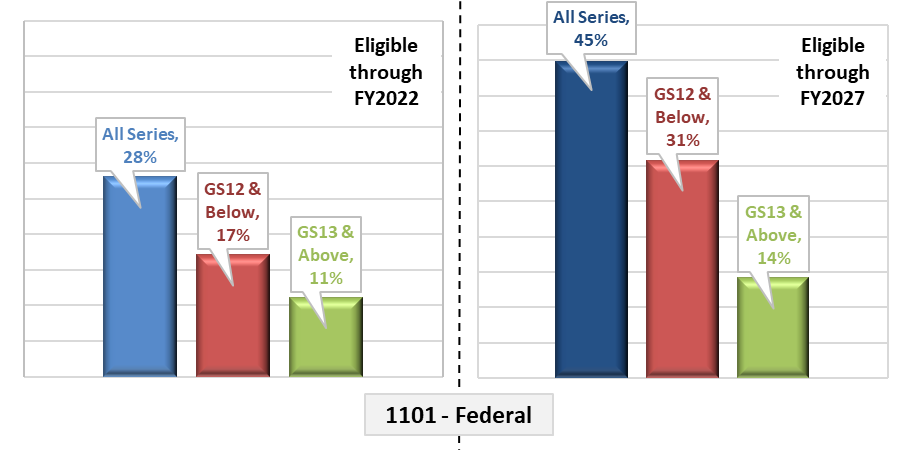 Eligible
through
FY2022
All Series,
28%
GS12 &
Below,
17%
GS13 &
Above,
11%
All Series,
45%
Eligible
through
FY2027
GS12 &
Below,
31%
GS13 &
Above,
14%
1101 - Federal